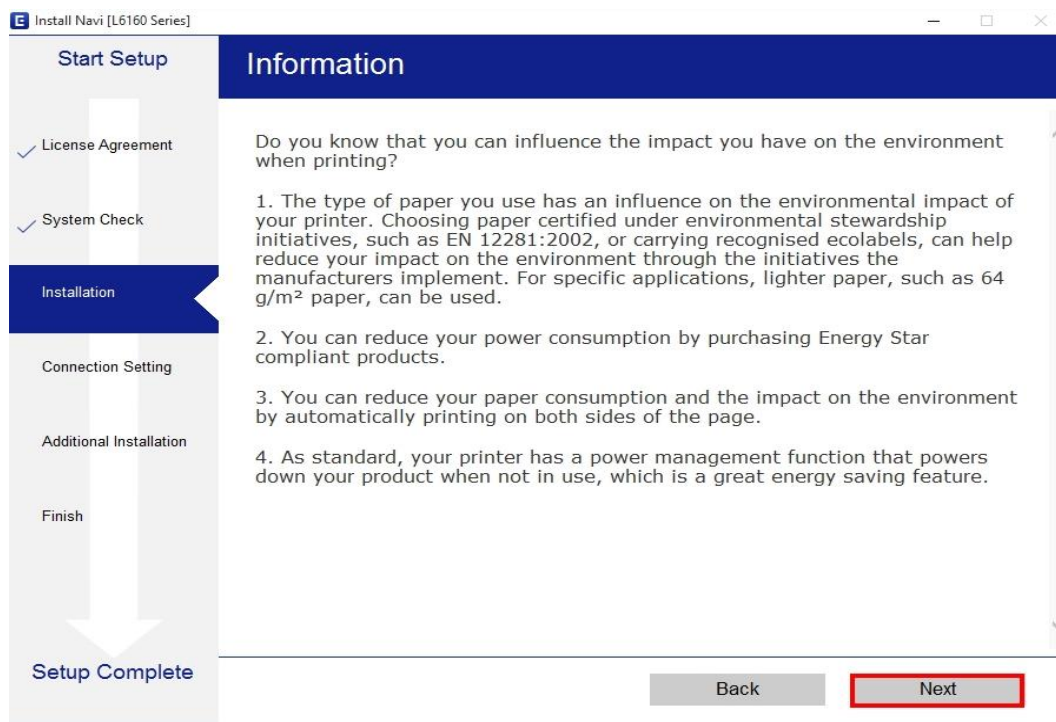 Install Navi [L6160 Series]
Start Setup
License Agreement
System Check
Installation
Connection Setting
Additional Installation
Finish
Setup Complete
Information
Do you know that you can influence the impact you have on the environment
when printing?
1. The type of paper you use has an influence on the environmental impact of
your printer. Choosing paper certified under environmental stewardship
initiatives, such as EN 12281:2002, or carrying recognised ecolabels, can help
reduce your impact on the environment through the initiatives the
manufacturers implement. For specific applications, lighter paper, such as 64
g/m² paper, can be used.
2. You can reduce your power consumption by purchasing Energy Star
compliant products.
3. You can reduce your paper consumption and the impact on the environment
by automatically printing on both sides of the page.
4. As standard, your printer has a power management function that powers
down your product when not in use, which is a great energy saving feature.
Back
Next